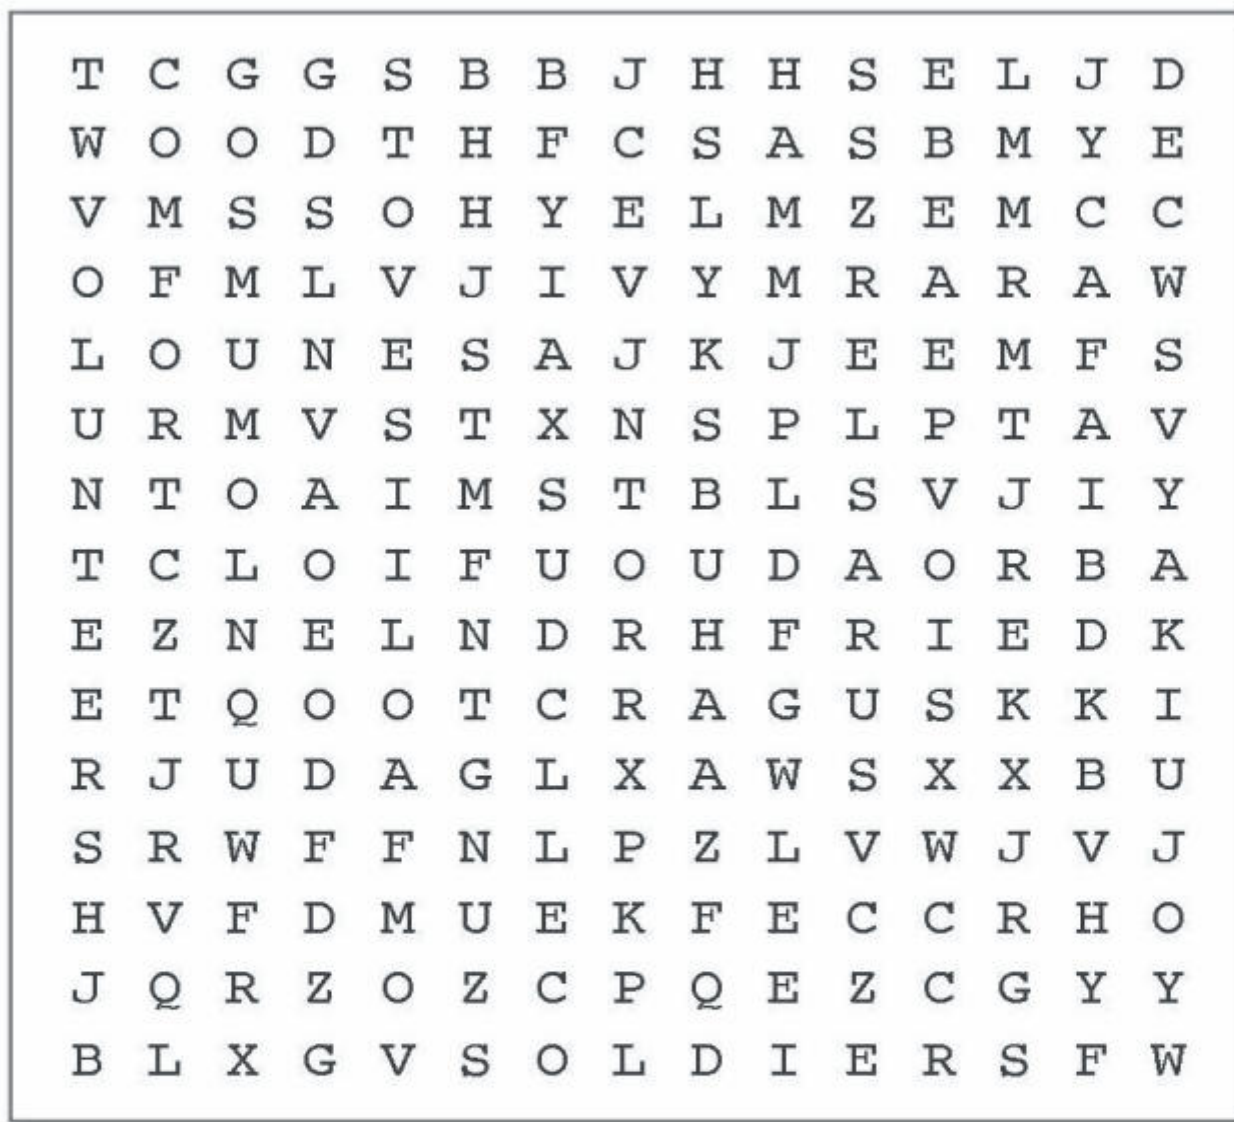 T C G G S B B J H H S E L J D
W O O D T H F C S A S B M Y E
V M S S O H Y E L M Z E M C C
O F M L V J I V Y M R A R A W
L O U N E S A J K J E E M F S
U R M V S T X N S P L P T A V
N T O A I M S T B L S V J I Y
T C L O I F U O U D A O R B A
E Z N E L N D R H F R I E D K
E T Q O O T C R A G U S K K I
R J U D A G L X A W S X X B U
S R W F F N L P Z L V W J V J
H V F D M U E K F E C C R H O
J Q R Z O Z C P Q E Z C G Y Y
B L X G V S O L D I E R S F W